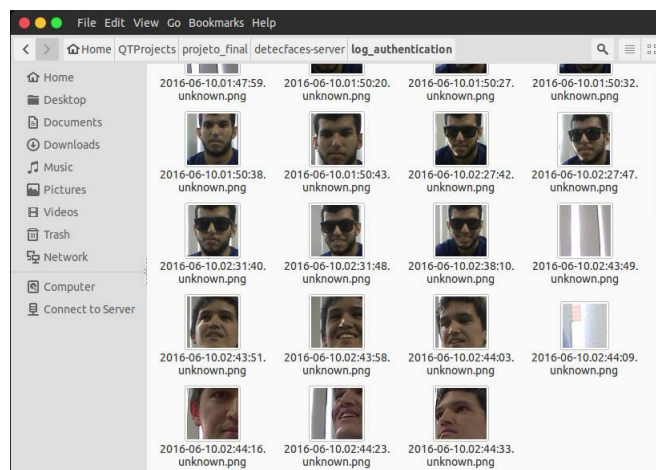 File Edit View Go Bookmarks Help
Home QTProjects projeto_final detecfaces-server log_authentication
Home
Desktop
Documents
Downloads
Music
Pictures
Videos
Trash
Network
Computer
Connect to Server
2016-06-10.01:47:59. 2016-06-10.01:50:20. 2016-06-10.01:50:27. 2016-06-10.01:50:32.
unknown.png unknown.png unknown.png unknown.png
2016-06-10.01:50:38. 2016-06-10.01:50:43. 2016-06-10.02:27:42. 2016-06-10.02:27:47.
unknown.png unknown.png unknown.png unknown.png
2016-06-10.02:31:40. 2016-06-10.02:31:48. 2016-06-10.02:38:10. 2016-06-10.02:43:49.
unknown.png unknown.png unknown.png unknown.png
2016-06-10.02:43:51. 2016-06-10.02:43:58. 2016-06-10.02:44:03. 2016-06-10.02:44:09.
unknown.png unknown.png unknown.png unknown.png
2016-06-10.02:44:16. 2016-06-10.02:44:23. 2016-06-10.02:44:33.
unknown.png unknown.png unknown.png